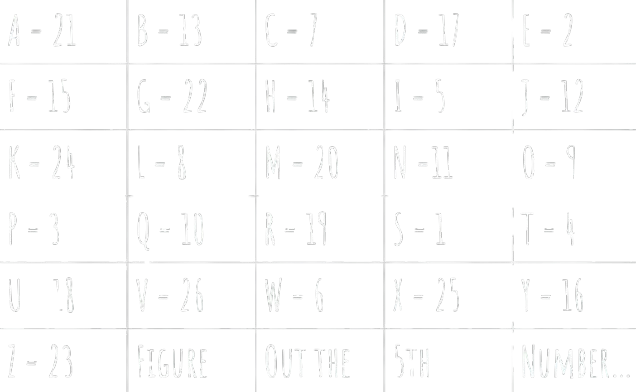 A - 21 B - 13 C - 7 D - 17 E - 2
F - 15 G - 22 H - 14 I - 5 J - 12
K - 24 L - 8 M - 20 N -11 O - 9
P - 3 Q - 10 R - 19 S - 1 T - 4
U - 18 V - 26 W - 6 X - 25 Y - 16
Z - 23 FIGURE OUT THE 5TH NUMBER...